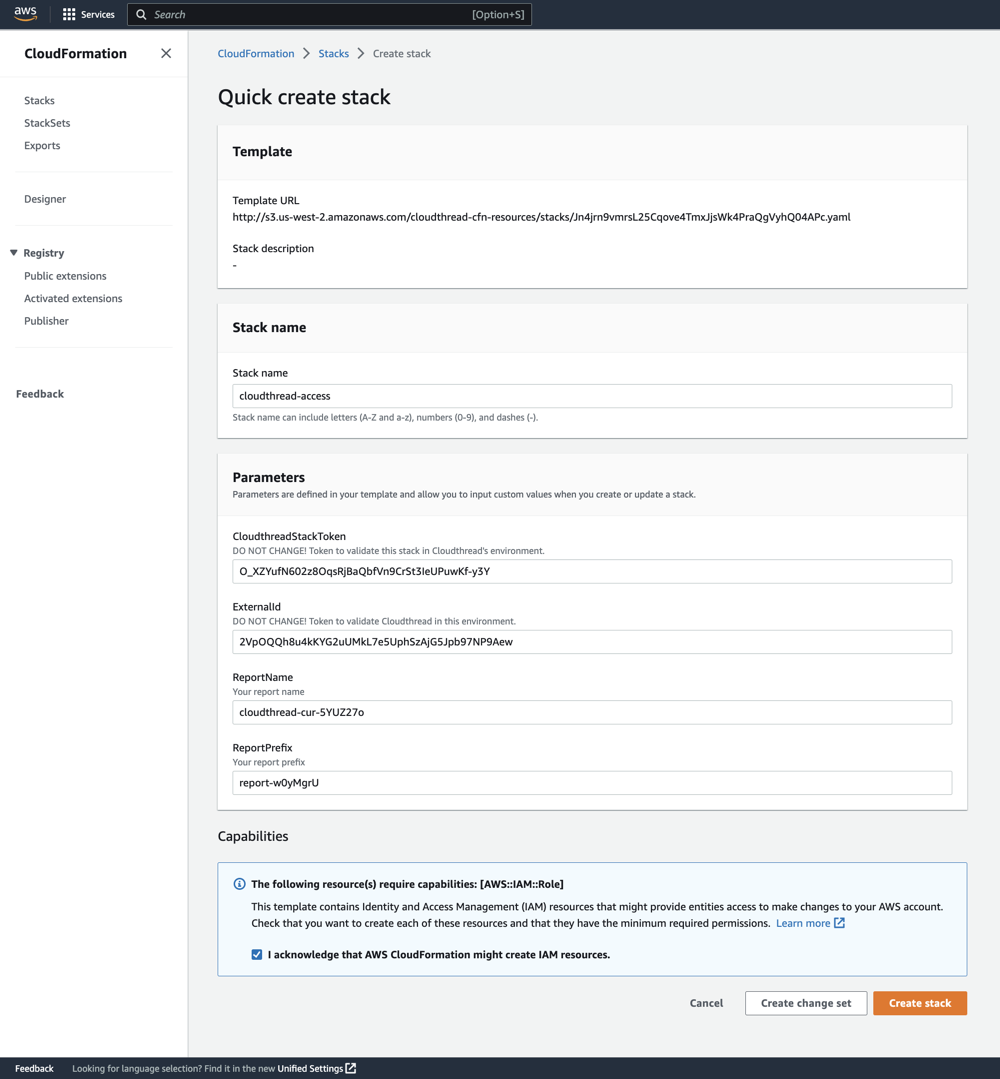 aws
Services
Search
[Option+S]
CloudFormation
Stacks
StackSets
Exports
Designer
Registry
Public extensions
Activated extensions
Publisher
Feedback
CloudFormation > Stacks > Create stack
Quick create stack
Template
Template URL
http://s3.us-west-2.amazonaws.com/cloudthread-cfn-resources/stacks/Jn4jrn9vmrsL25Cqove4TmxJjsWk4PraQgVyhQ04APc.yaml
Stack description
-
Stack name
Stack name
cloudthread-access
Stack name can include letters (A-Z and a-z), numbers (0-9), and dashes (-).
Parameters
Parameters are defined in your template and allow you to input custom values when you create or update a stack.
CloudthreadStackToken
DO NOT CHANGE! Token to validate this stack in Cloudthread's environment.
O_XZYufN602z8OqsRjBaQbfVn9CrSt3IeUPuwKf-y3Y
ExternalId
DO NOT CHANGE! Token to validate Cloudthread in this environment.
2VpOQQh8u4kKYG2uUMkL7e5UphSzAjG5Jpb97NP9Aew
ReportName
Your report name
cloudthread-cur-5YUZ27o
ReportPrefix
Your report prefix
report-w0yMgrU
Capabilities
The following resource(s) require capabilities: [AWS::IAM::Role]
This template contains Identity and Access Management (IAM) resources that might provide entities access to make changes to your AWS account.
Check that you want to create each of these resources and that they have the minimum required permissions. Learn more
I acknowledge that AWS CloudFormation might create IAM resources.
Cancel
Create change set
Create stack
Feedback
Looking for language selection? Find it in the new Unified Settings